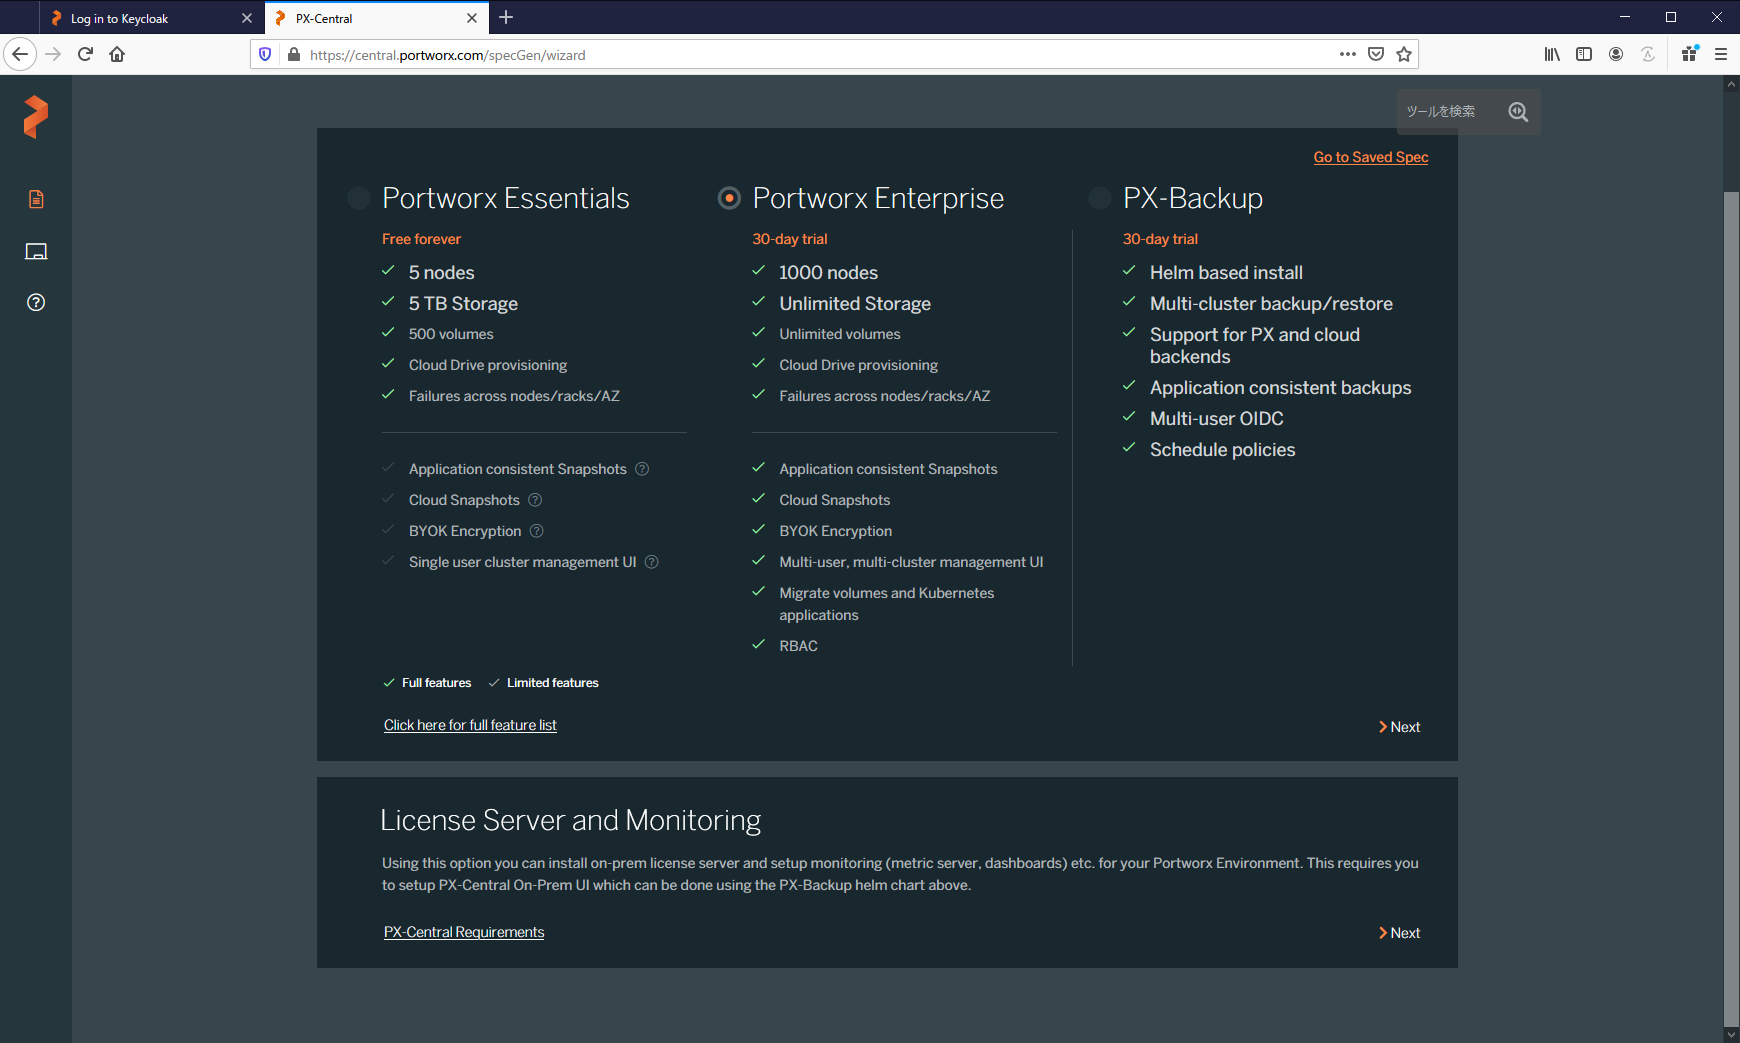 Log in to Keycloak
PX-Central
https://central.portworx.com/specGen/wizard
ツールを検索
Go to Saved Spec
Portworx Essentials
Free forever
5 nodes
5 TB Storage
500 volumes
Cloud Drive provisioning
Failures across nodes/racks/AZ
Application consistent Snapshots
Cloud Snapshots
BYOK Encryption
Single user cluster management UI
Full features
Limited features
Click here for full feature list
Portworx Enterprise
30-day trial
1000 nodes
Unlimited Storage
Unlimited volumes
Cloud Drive provisioning
Failures across nodes/racks/AZ
Application consistent Snapshots
Cloud Snapshots
BYOK Encryption
Multi-user, multi-cluster management UI
Migrate volumes and Kubernetes
applications
RBAC
PX-Backup
30-day trial
Helm based install
Multi-cluster backup/restore
Support for PX and cloud
backends
Application consistent backups
Multi-user OIDC
Schedule policies
Next
License Server and Monitoring
Using this option you can install on-prem license server and setup monitoring (metric server, dashboards) etc. for your Portworx Environment. This requires you
to setup PX-Central On-Prem UI which can be done using the PX-Backup helm chart above.
PX-Central Requirements
Next